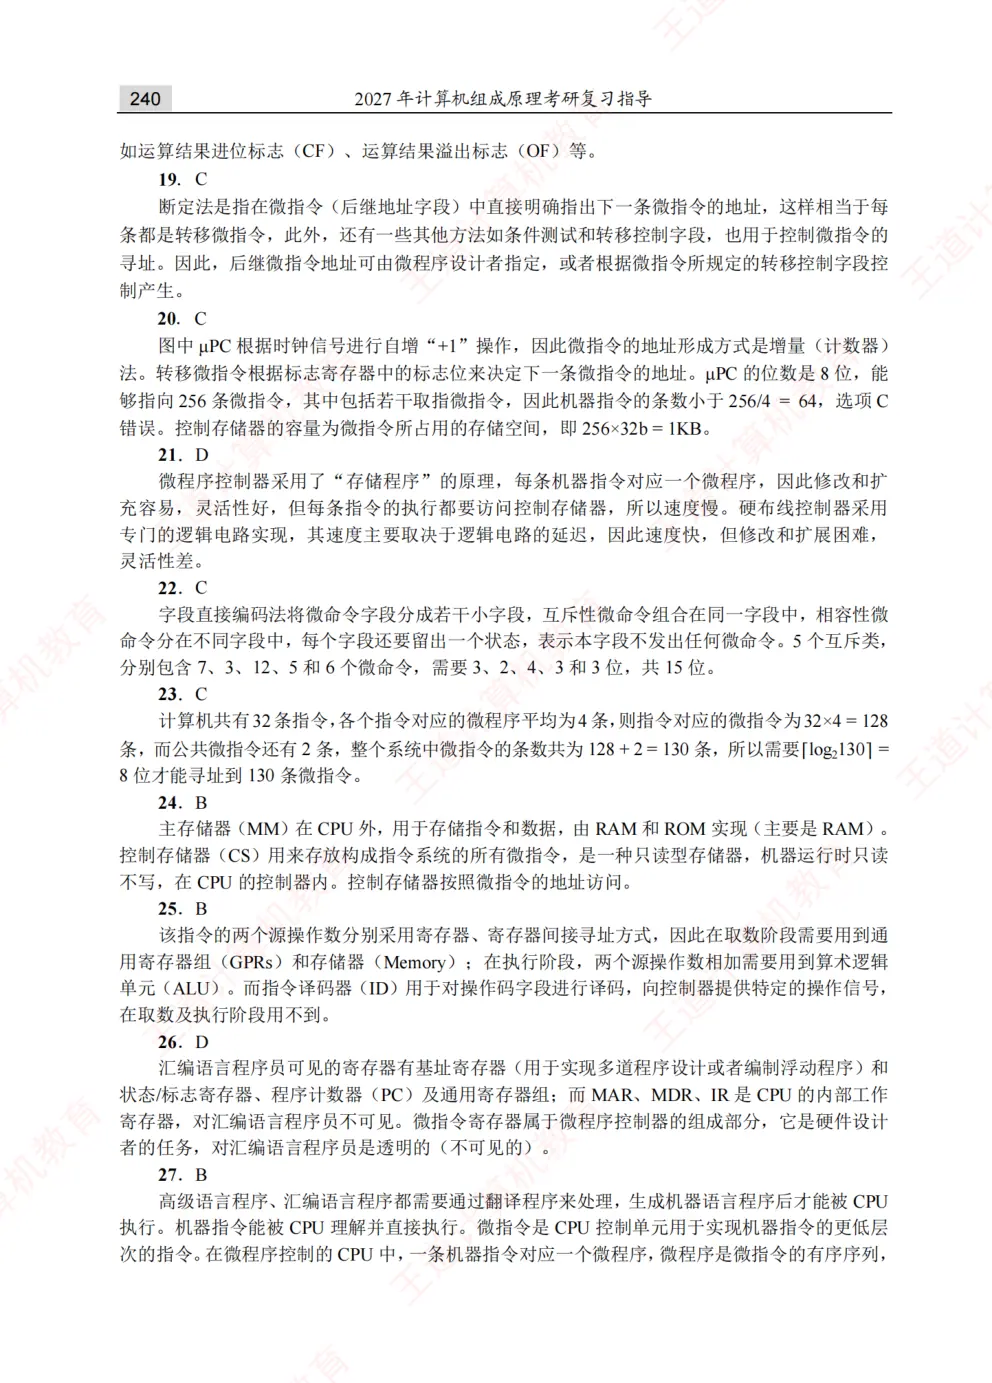 240
2027 年计算机组成原理考研复习指导
如运算结果进位标志（CF）、运算结果溢出标志（OF）等。
19. C
断定法是指在微指令（后继地址字段）中直接明确指出下一条微指令的地址，这样相当于每
条都是转移微指令，此外，还有一些其他方法如条件测试和转移控制字段，也用于控制微指令的
寻址。因此，后继微指令地址可由微程序设计者指定，或者根据微指令所规定的转移控制字段控
制产生。
20. C
图中 μPC 根据时钟信号进行自增“+1”操作，因此微指令的地址形成方式是增量（计数器）
法。转移微指令根据标志寄存器中的标志位来决定下一条微指令的地址。μPC 的位数是 8 位，能
够指向 256 条微指令，其中包括若干取指微指令，因此机器指令的条数小于 256/4 = 64，选项 C
错误。控制存储器的容量为微指令所占用的存储空间，即 256×32b = 1KB。
21. D
微程序控制器采用了“存储程序”的原理，每条机器指令对应一个微程序，因此修改和扩
充容易，灵活性好，但每条指令的执行都要访问控制存储器，所以速度慢。硬布线控制器采用
专门的逻辑电路实现，其速度主要取决于逻辑电路的延迟，因此速度快，但修改和扩展困难，
灵活性差。
22. C
字段直接编码法将微命令字段分成若干小字段，互斥性微命令组合在同一字段中，相容性微
命令分在不同字段中，每个字段还要留出一个状态，表示本字段不发出任何微命令。5 个互斥类，
分别包含 7、3、12、5 和 6 个微命令，需要 3、2、4、3 和 3 位，共 15 位。
23. C
计算机共有 32 条指令，各个指令对应的微程序平均为 4 条，则指令对应的微指令为 32×4 = 128
条，而公共微指令还有 2 条，整个系统中微指令的条数共为 128 + 2 = 130 条，所以需要⌈log₂130⌉ =
8 位才能寻址到 130 条微指令。
24. B
主存储器（MM）在 CPU 外，用于存储指令和数据，由 RAM 和 ROM 实现（主要是 RAM）。
控制存储器（CS）用来存放构成指令系统的所有微指令，是一种只读型存储器，机器运行时只读
不写，在 CPU 的控制器内。控制存储器按照微指令的地址访问。
25. B
该指令的两个源操作数分别采用寄存器、寄存器间接寻址方式，因此在取数阶段需要用到通
用寄存器组（GPRs）和存储器（Memory）；在执行阶段，两个源操作数相加需要用到算术逻辑
单元（ALU）。而指令译码器（ID）用于对操作码字段进行译码，向控制器提供特定的操作信号，
在取数及执行阶段用不到。
26. D
汇编语言程序员可见的寄存器有基址寄存器（用于实现多道程序设计或者编制浮动程序）和
状态/标志寄存器、程序计数器（PC）及通用寄存器组；而 MAR、MDR、IR 是 CPU 的内部工作
寄存器，对汇编语言程序员不可见。微指令寄存器属于微程序控制器的组成部分，它是硬件设计
者的任务，对汇编语言程序员是透明的（不可见的）。
27. B
高级语言程序、汇编语言程序都需要通过翻译程序来处理，生成机器语言程序后才能被 CPU
执行。机器指令能被 CPU 理解并直接执行。微指令是 CPU 控制单元用于实现机器指令的更低层
次的指令。在微程序控制的 CPU 中，一条机器指令对应一个微程序，微程序是微指令的有序序列，